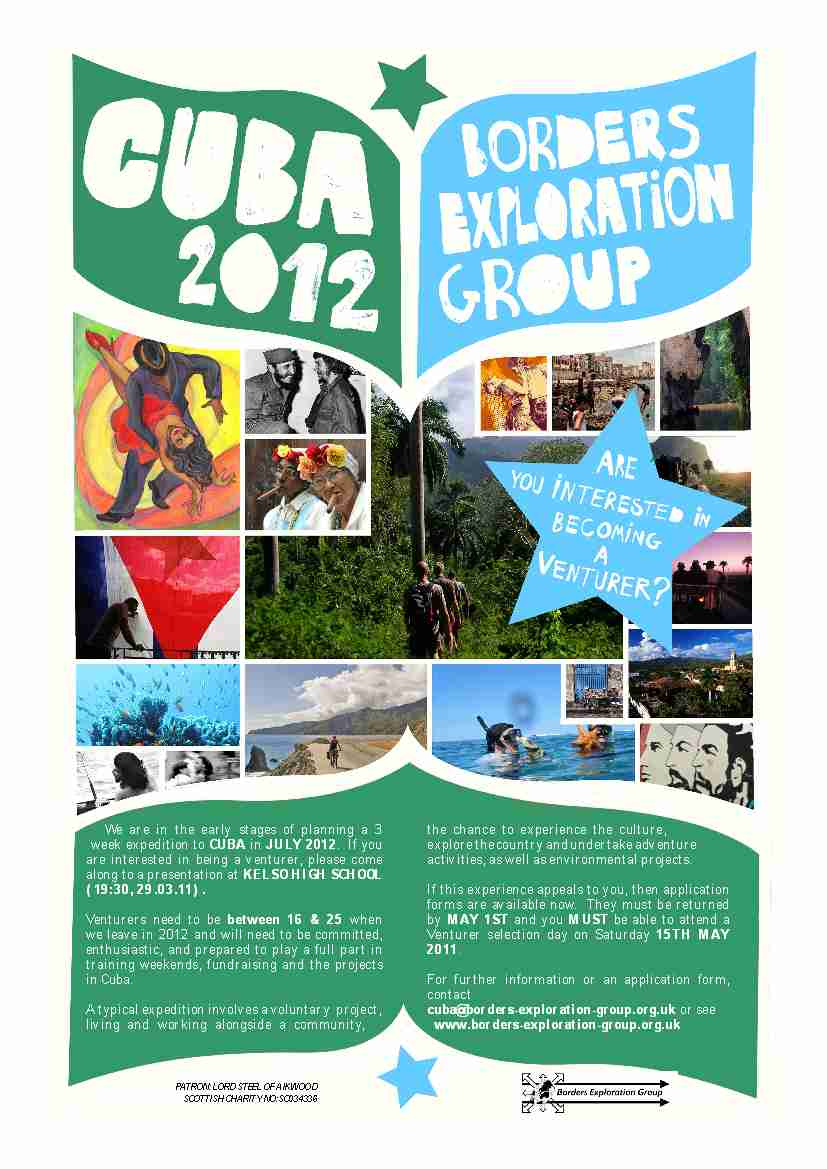 CUBA
2012
BORDERS
EXPLORATION
GROUP
ARE
YOU INTERESTED IN
BECOMING
A
VENTURER?
We are in the early stages of planning a 3
week expedition to CUBA in JULY 2012. If you
are interested in being a venturer, please come
along to a presentation at KELSO HIGH SCHOOL
(19:30, 29.03.11).
Venturers need to be between 16 & 25 when
we leave in 2012 and will need to be committed,
enthusiastic, and prepared to play a full part in
training weekends, fundraising and the projects
in Cuba.
A typical expedition involves a voluntary project,
living and working alongside a community,
the chance to experience the culture,
explore the country and undertake adventure
activities, as well as environmental projects.
If this experience appeals to you, then application
forms are available now. They must be returned
by MAY 1ST and you MUST be able to attend a
Venturer selection day on Saturday 15TH MAY
2011.
For further information or an application form,
contact
cuba@borders-exploration-group.org.uk or see
www.borders-exploration-group.org.uk
PATRON: LORD STEEL OF AIKWOOD
SCOTTISH CHARITY NO: SC034336
Borders Exploration Group